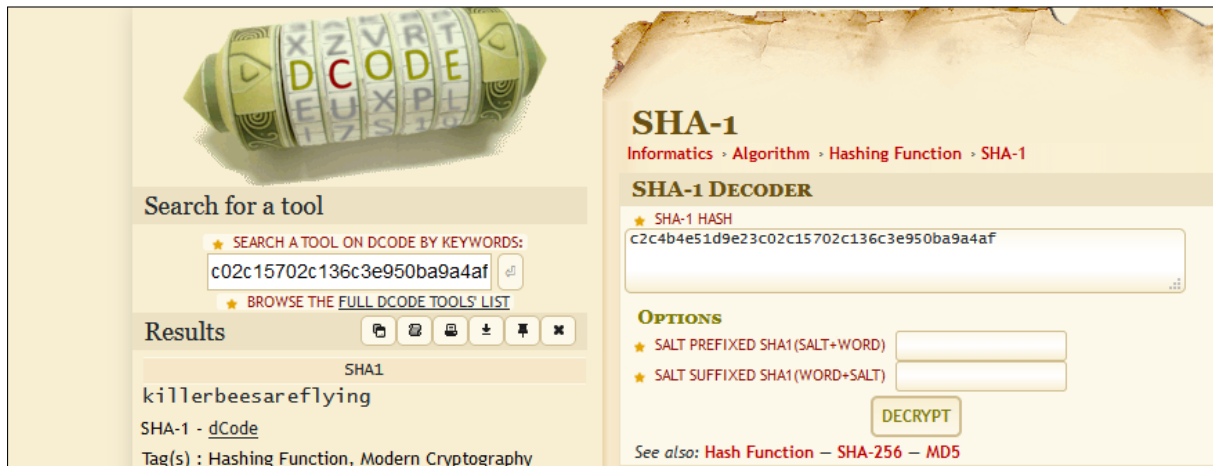 X Z V R T
D C O D E
E U X P L
I 7 S 1 0
Search for a tool
SEARCH A TOOL ON DCODE BY KEYWORDS:
c02c15702c136c3e950ba9a4af
BROWSE THE FULL DCODE TOOLS' LIST
Results
SHA1
killerbeesareflying
SHA-1 - dCode
Tag(s) : Hashing Function, Modern Cryptography
SHA-1
Informatics › Algorithm › Hashing Function › SHA-1
SHA-1 DECODER
SHA-1 HASH
c2c4b4e51d9e23c02c15702c136c3e950ba9a4af
OPTIONS
SALT PREFIXED SHA1(SALT+WORD)
SALT SUFFIXED SHA1(WORD+SALT)
DECRYPT
See also: Hash Function — SHA-256 — MD5